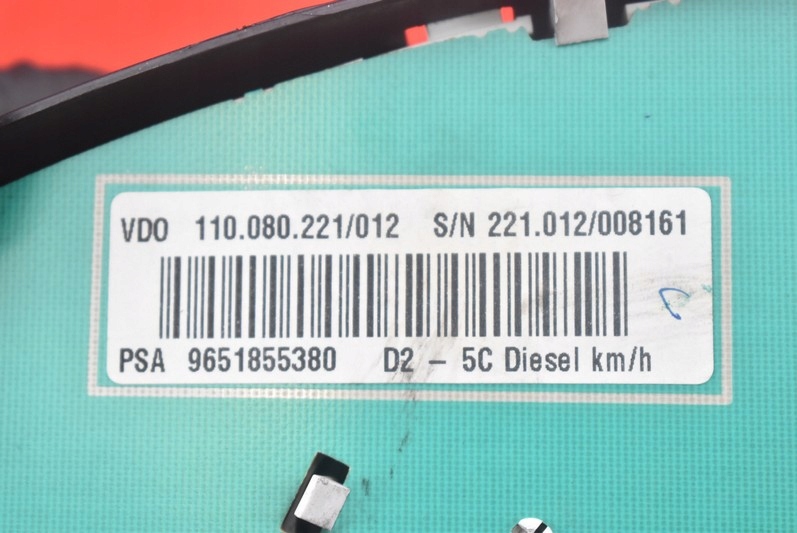 VDO 110.080.221/012 S/N 221.012/008161
PSA 9651855380 D2 - 5C Diesel km/h